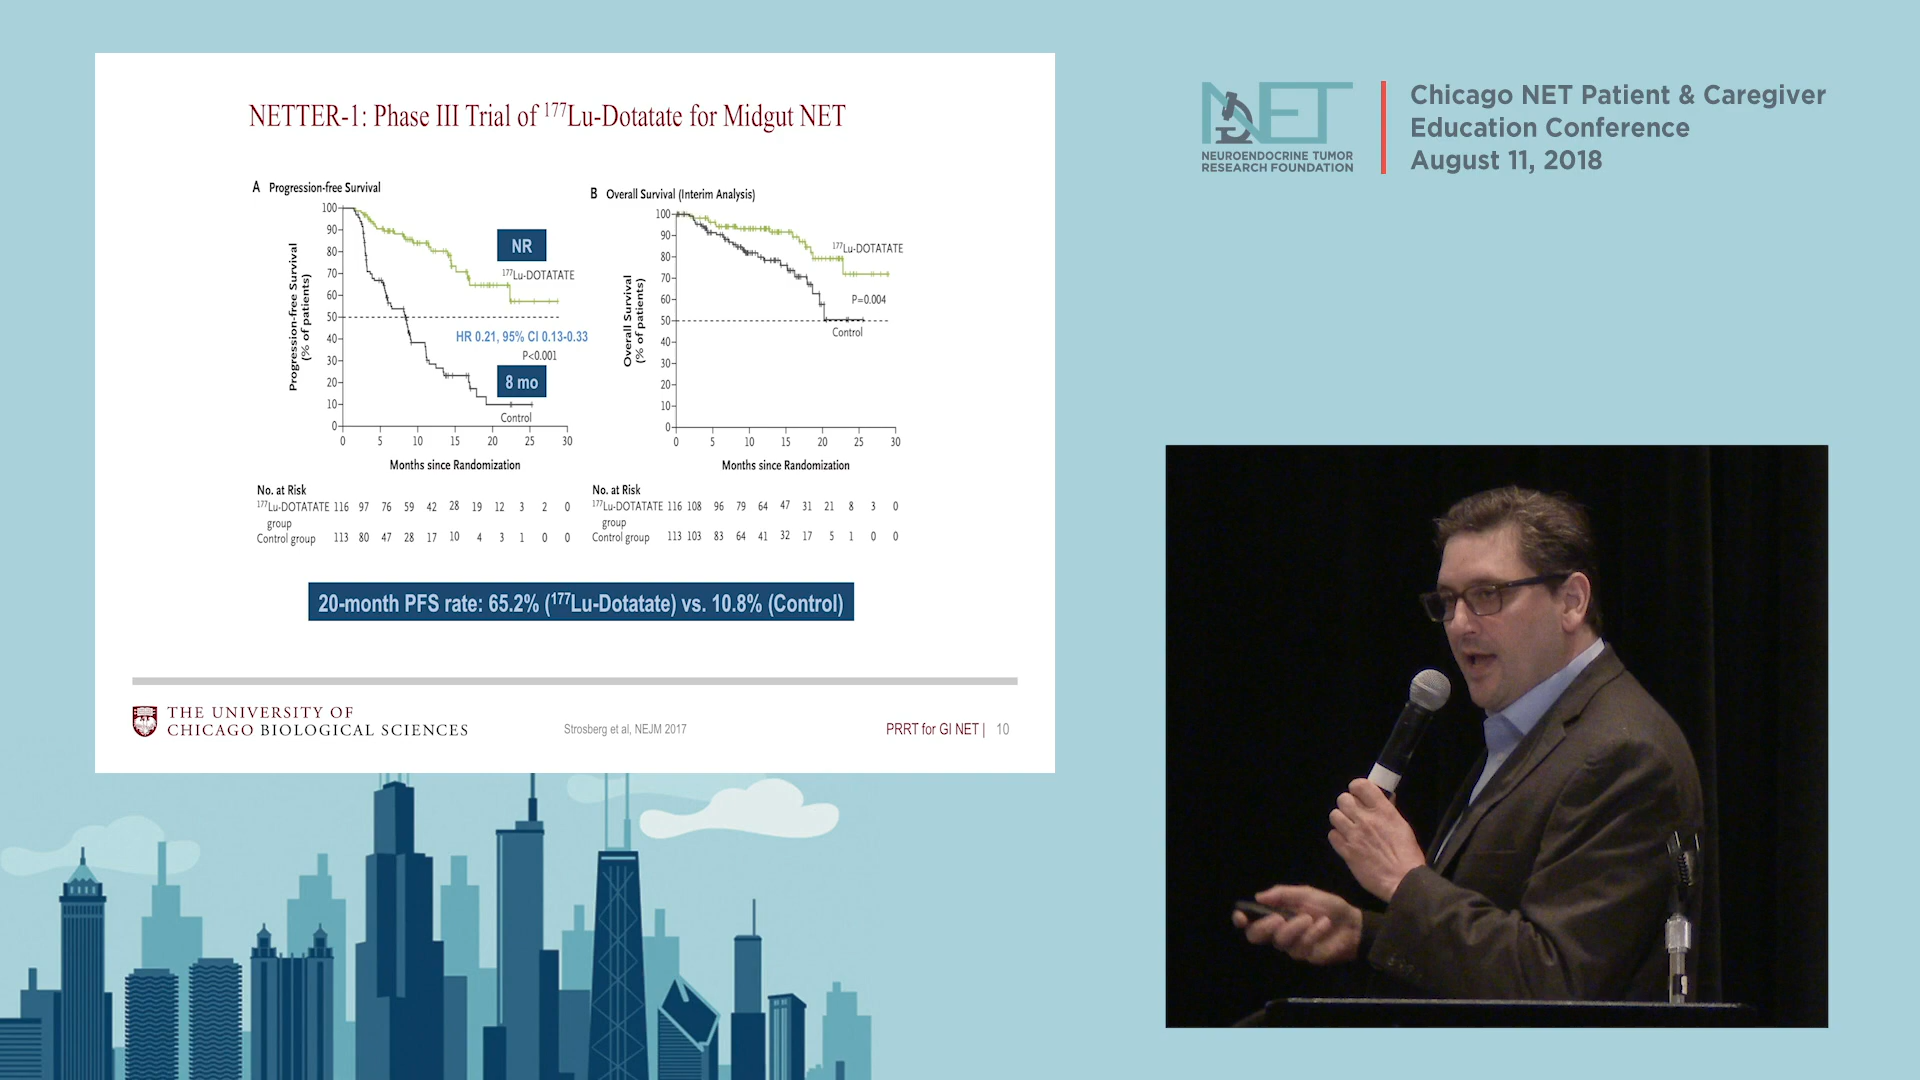 NETTER-1: Phase III Trial of ¹⁷⁷Lu-Dotatate for Midgut NET
A Progression-free Survival
Progression-free Survival
(% of patients)
100
90
80
70
60
50
40
30
20
10
0
0 5 10 15 20 25 30
Months since Randomization
NR
¹⁷⁷Lu-DOTATATE
HR 0.21, 95% CI 0.13-0.33
P<0.001
8 mo
Control
No. at Risk
¹⁷⁷Lu-DOTATATE 116 97 76 59 42 28 19 12 3 2 0
group
Control group 113 80 47 28 17 10 4 3 1 0 0
B Overall Survival (Interim Analysis)
Overall Survival
(% of patients)
100
90
80
70
60
50
40
30
20
10
0
0 5 10 15 20 25 30
Months since Randomization
¹⁷⁷Lu-DOTATATE
P=0.004
Control
No. at Risk
¹⁷⁷Lu-DOTATATE 116 108 96 79 64 47 31 21 8 3 0
group
Control group 113 103 83 64 41 32 17 5 1 0 0
20-month PFS rate: 65.2% (¹⁷⁷Lu-Dotatate) vs. 10.8% (Control)
THE UNIVERSITY OF
CHICAGO BIOLOGICAL SCIENCES
Strosberg et al, NEJM 2017
PRRT for GI NET | 10
NET
NEUROENDOCRINE TUMOR
RESEARCH FOUNDATION
Chicago NET Patient & Caregiver
Education Conference
August 11, 2018